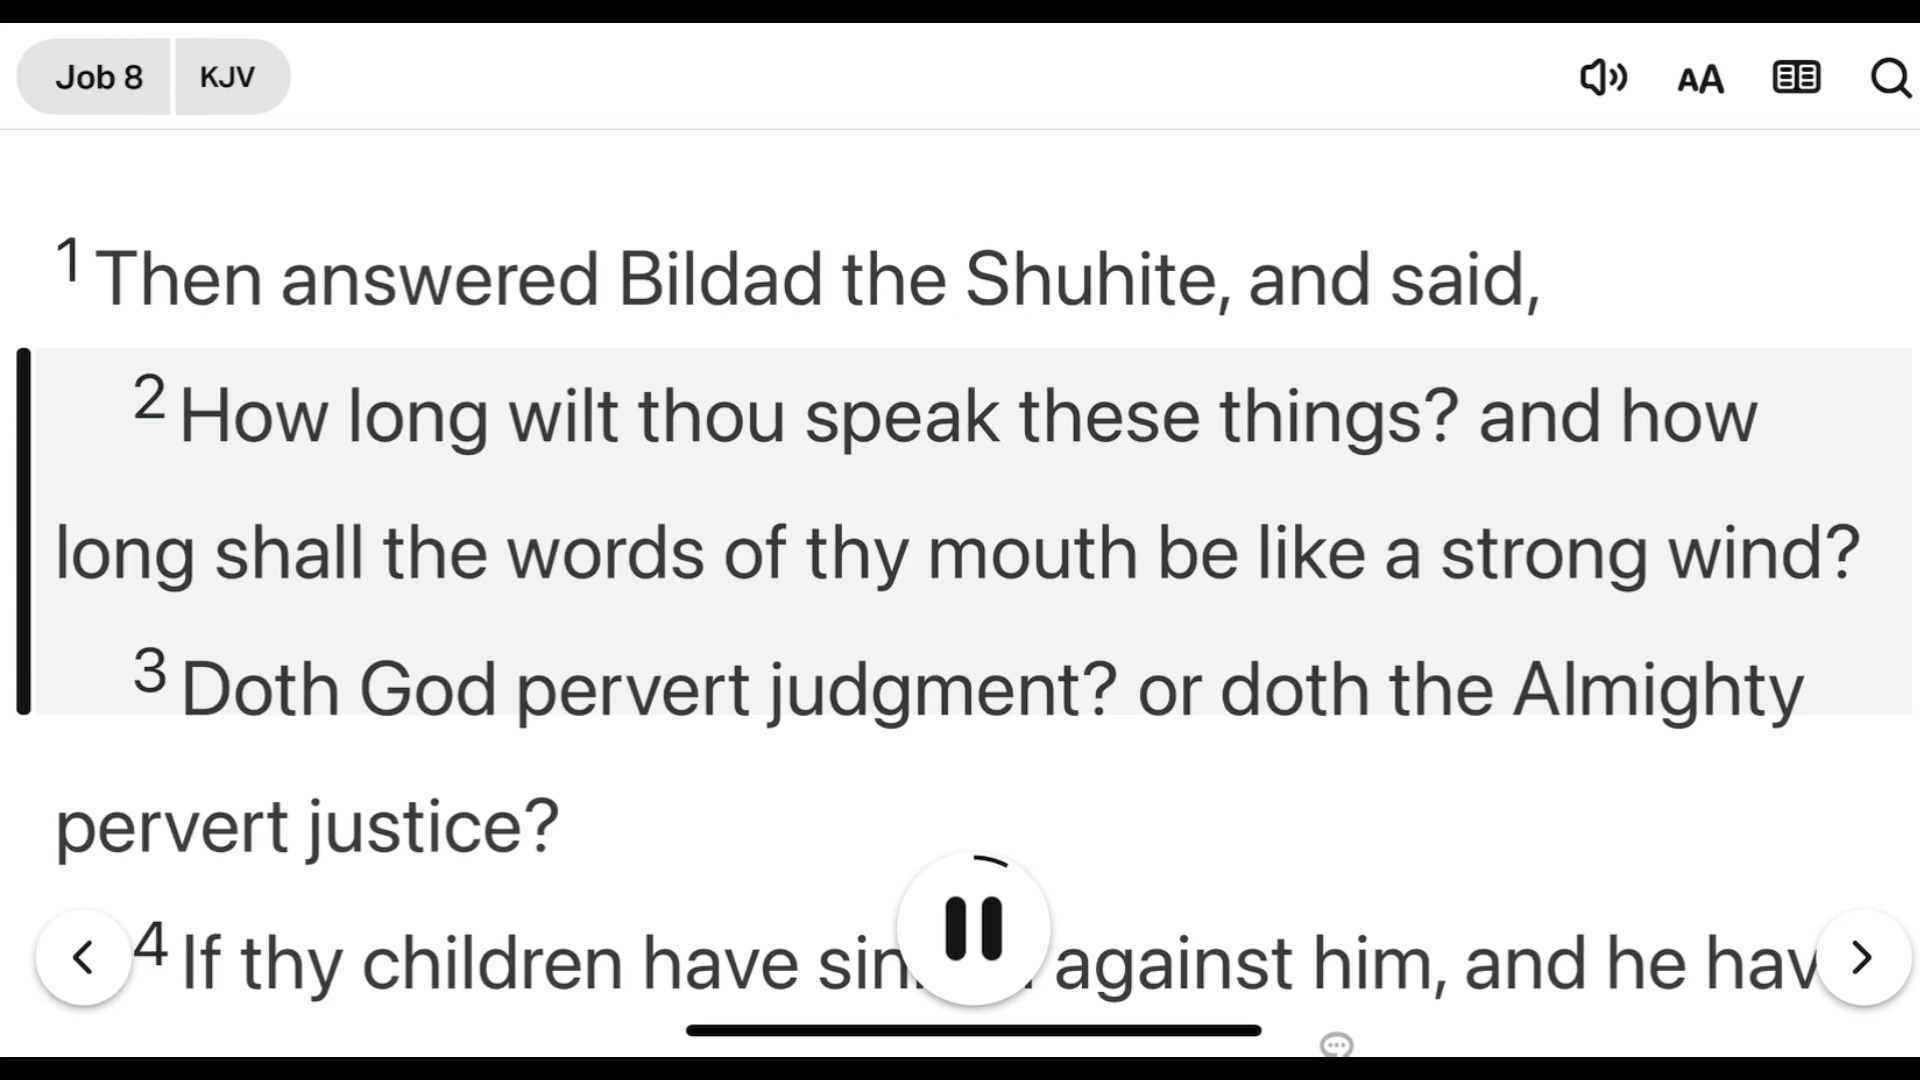 Job 8 KJV AA
1 Then answered Bildad the Shuhite, and said,
2 How long wilt thou speak these things? and how
long shall the words of thy mouth be like a strong wind?
3 Doth God pervert judgment? or doth the Almighty
pervert justice?
4 If thy children have against him, and he